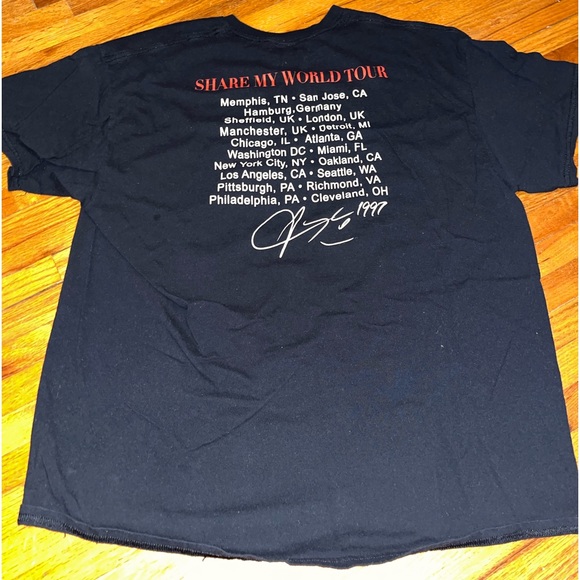 SHARE MY WORLD TOUR
Memphis, TN • San Jose, CA
Hamburg,Germany
Sheffield, UK • London, UK
Manchester, UK • Detroit, MI
Chicago, IL • Atlanta, GA
Washington DC • Miami, FL
New York City, NY • Oakland, CA
Los Angeles, CA • Seattle, WA
Pittsburgh, PA • Richmond, VA
Philadelphia, PA • Cleveland, OH
1997